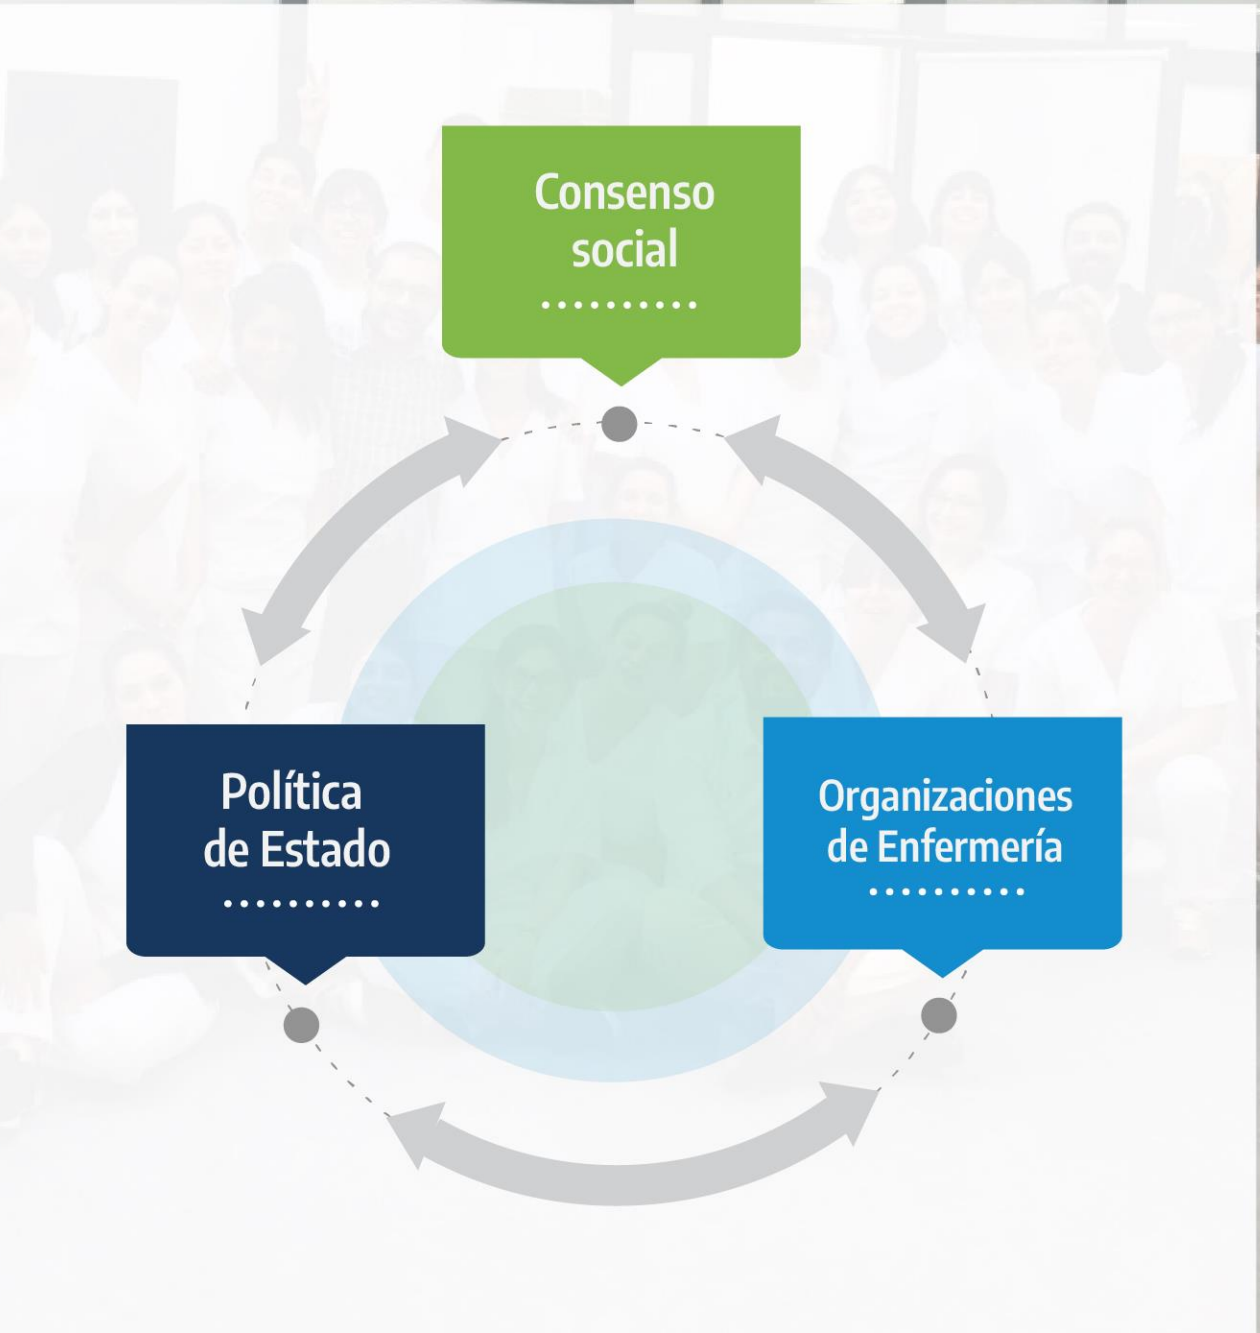 Consenso
social
Política
de Estado
Organizaciones
de Enfermería